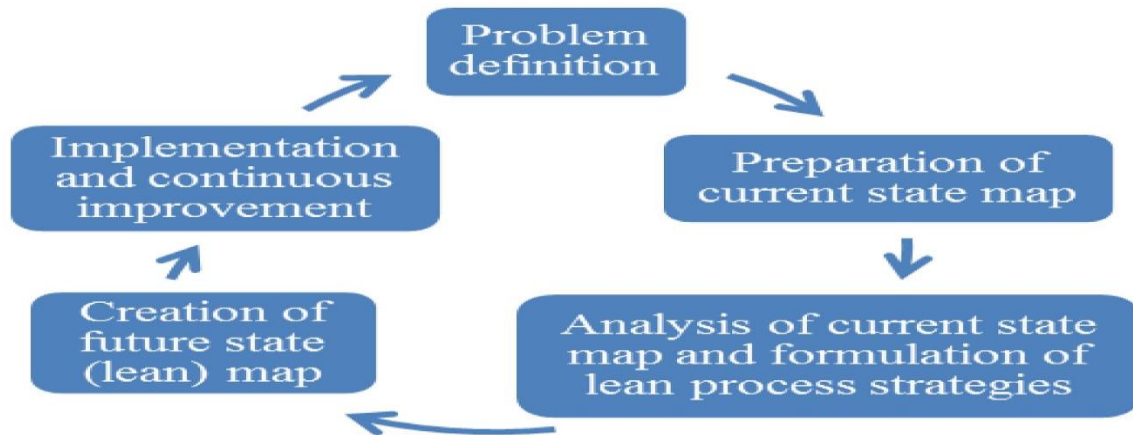 Problem
definition
Preparation of
current state map
Analysis of current state
map and formulation of
lean process strategies
Creation of
future state
(lean) map
Implementation
and continuous
improvement